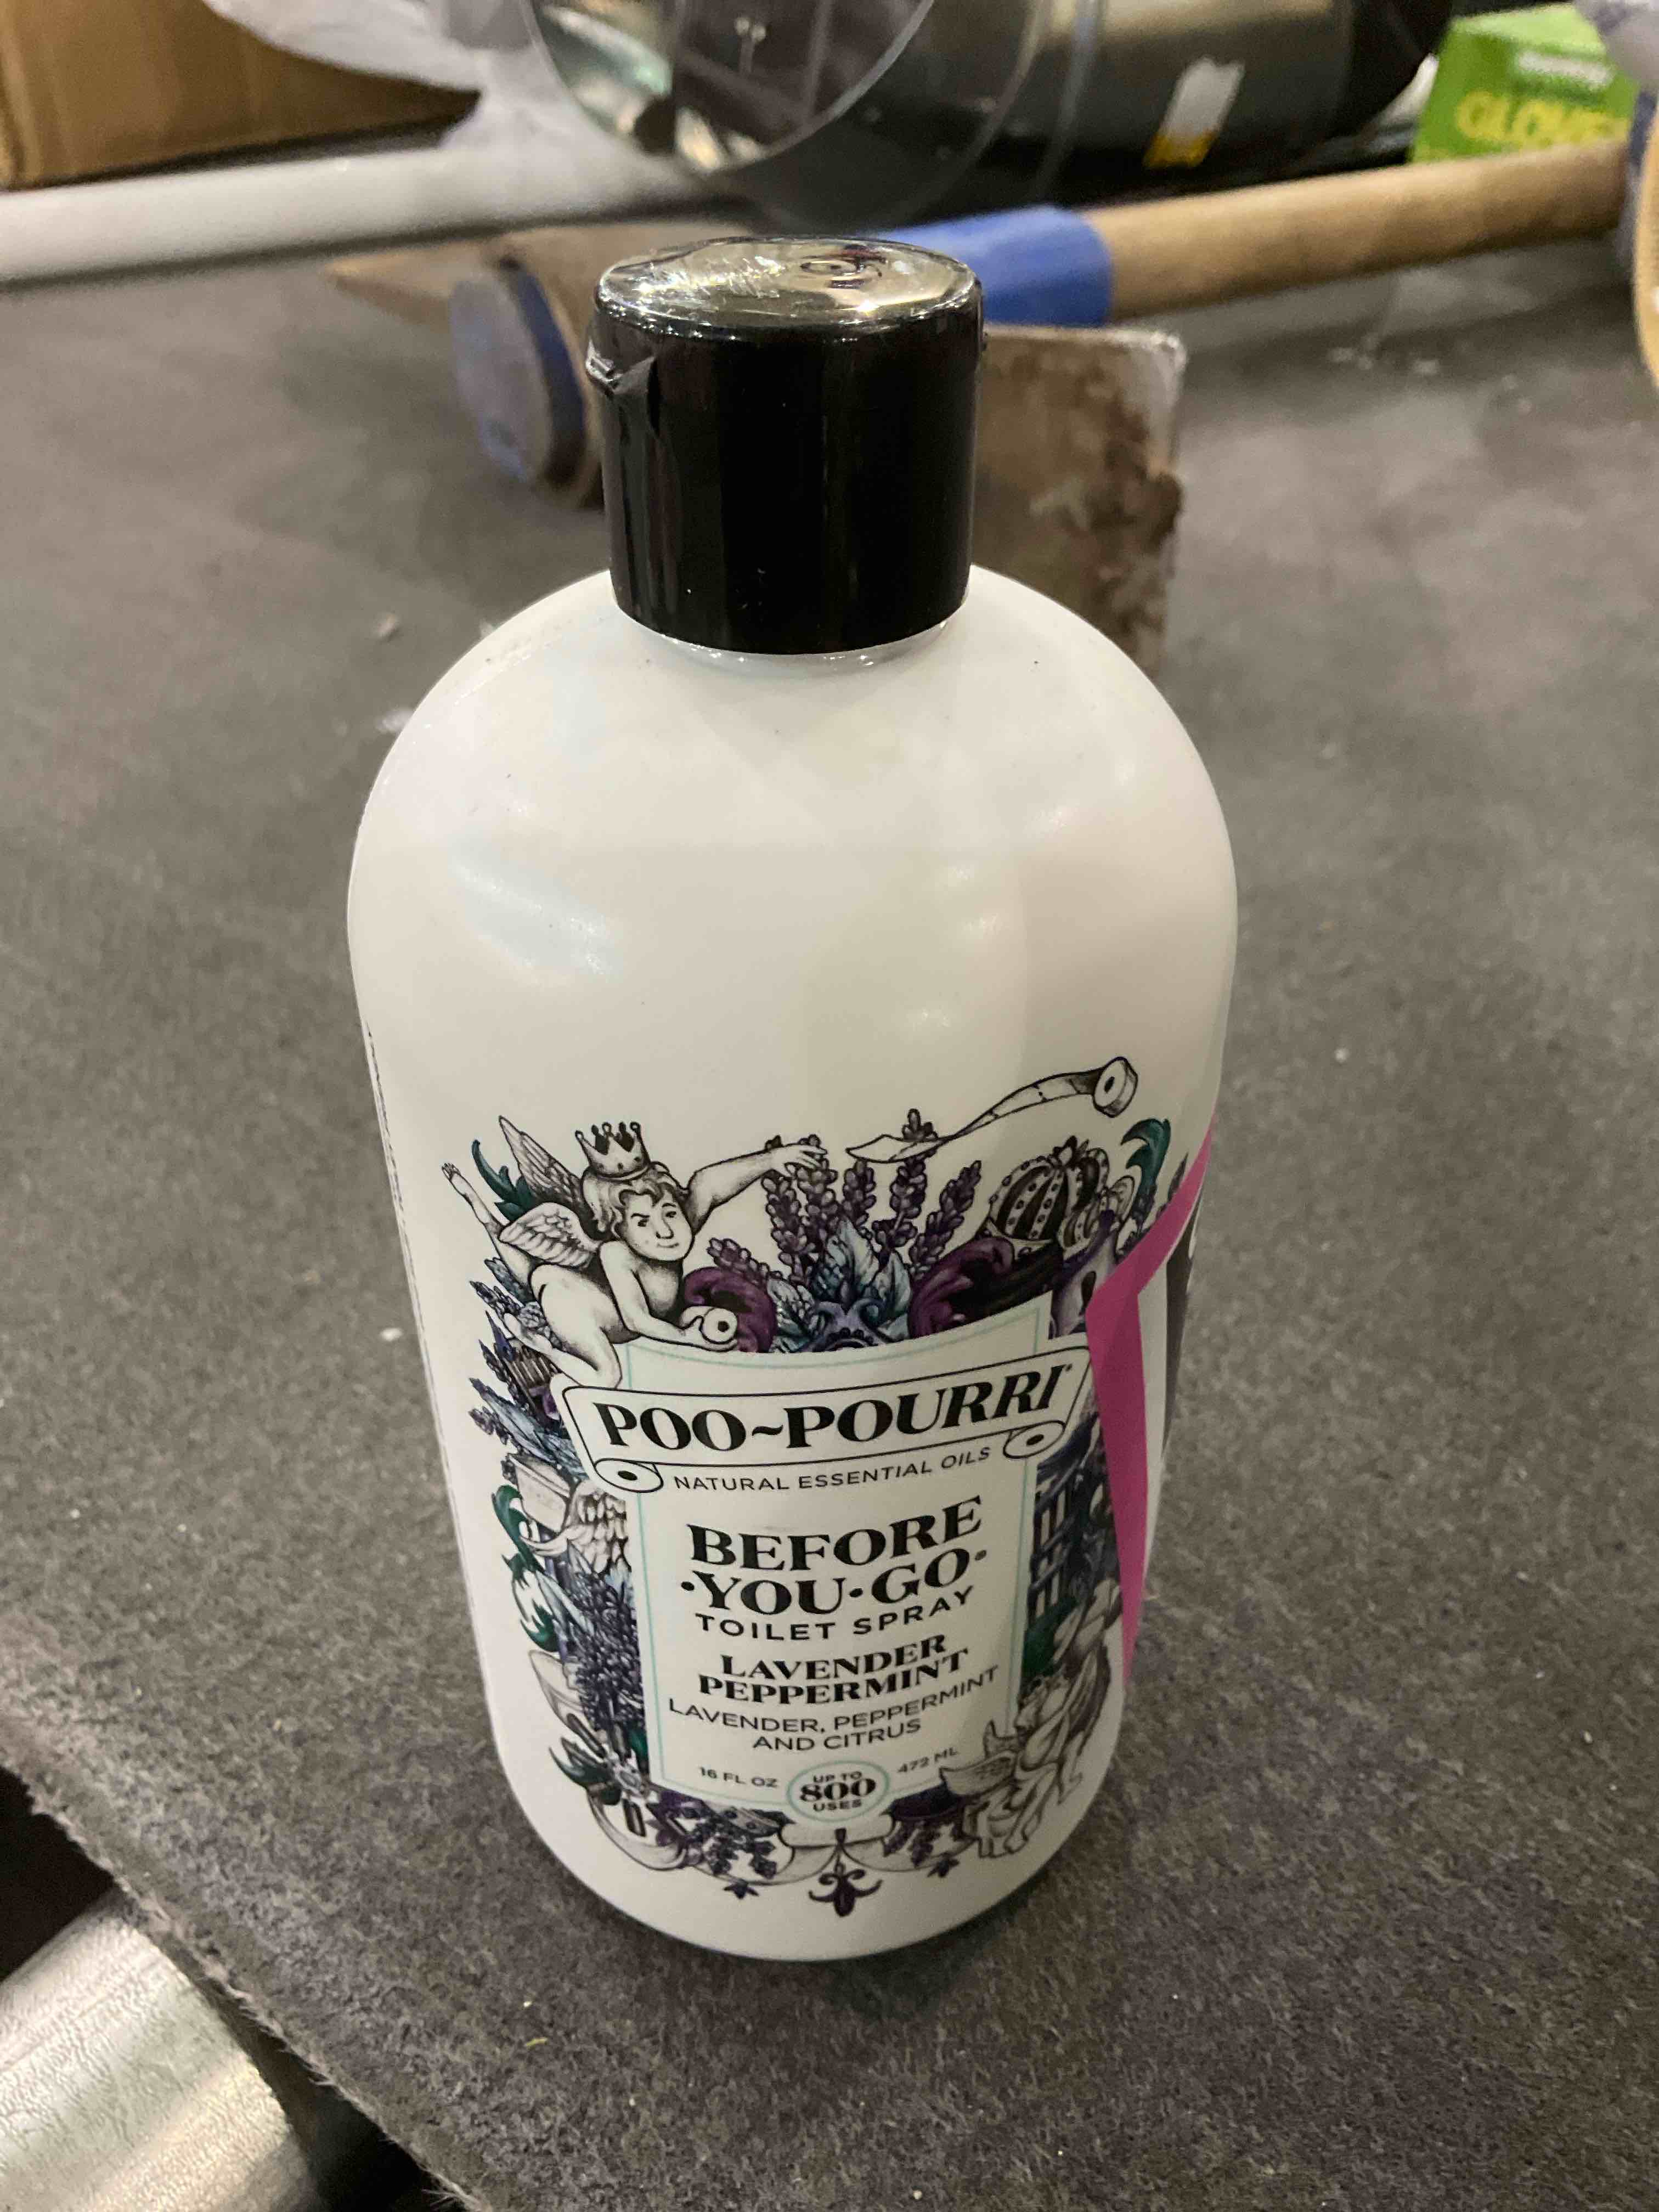 GLOVES
POO~POURRI®
NATURAL ESSENTIAL OILS
BEFORE
·YOU·GO®
TOILET SPRAY
LAVENDER
PEPPERMINT
LAVENDER, PEPPERMINT
AND CITRUS
16 FL OZ
UP TO
800
USES
472 ML